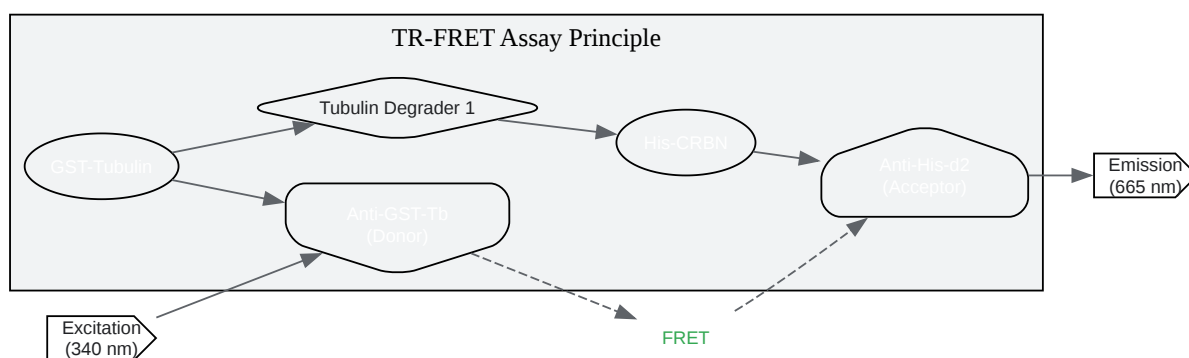 TR-FRET Assay Principle
Tubulin Degrader 1
GST-Tubulin
His-CRBN
Anti-His-d2
(Acceptor)
Emission
(665 nm)
Anti-GST-Tb
(Donor)
Excitation
(340 nm)
FRET